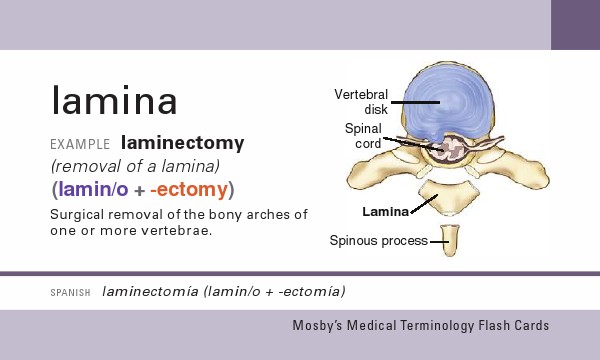 lamina
EXAMPLE laminectomy
(removal of a lamina)
(lamin/o + -ectomy)
Surgical removal of the bony arches of
one or more vertebrae.
Vertebral
disk
Spinal
cord
Lamina
Spinous process
SPANISH laminectomía (lamin/o + -ectomía)
Mosby's Medical Terminology Flash Cards